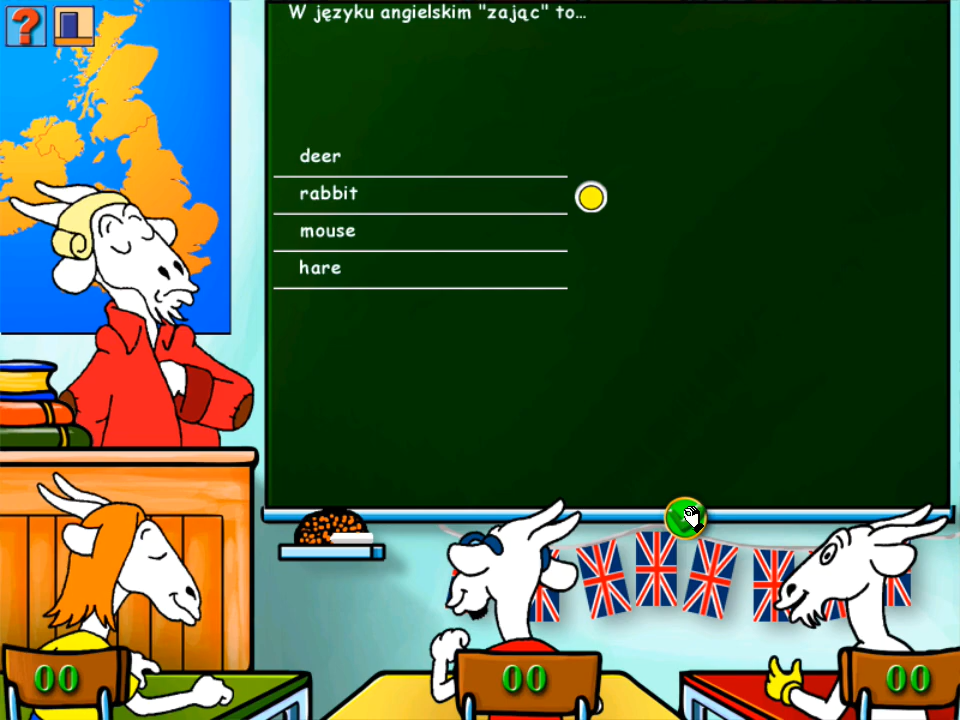 ?
W języku angielskim "zając" to...
deer
rabbit
mouse
hare
00
00
00